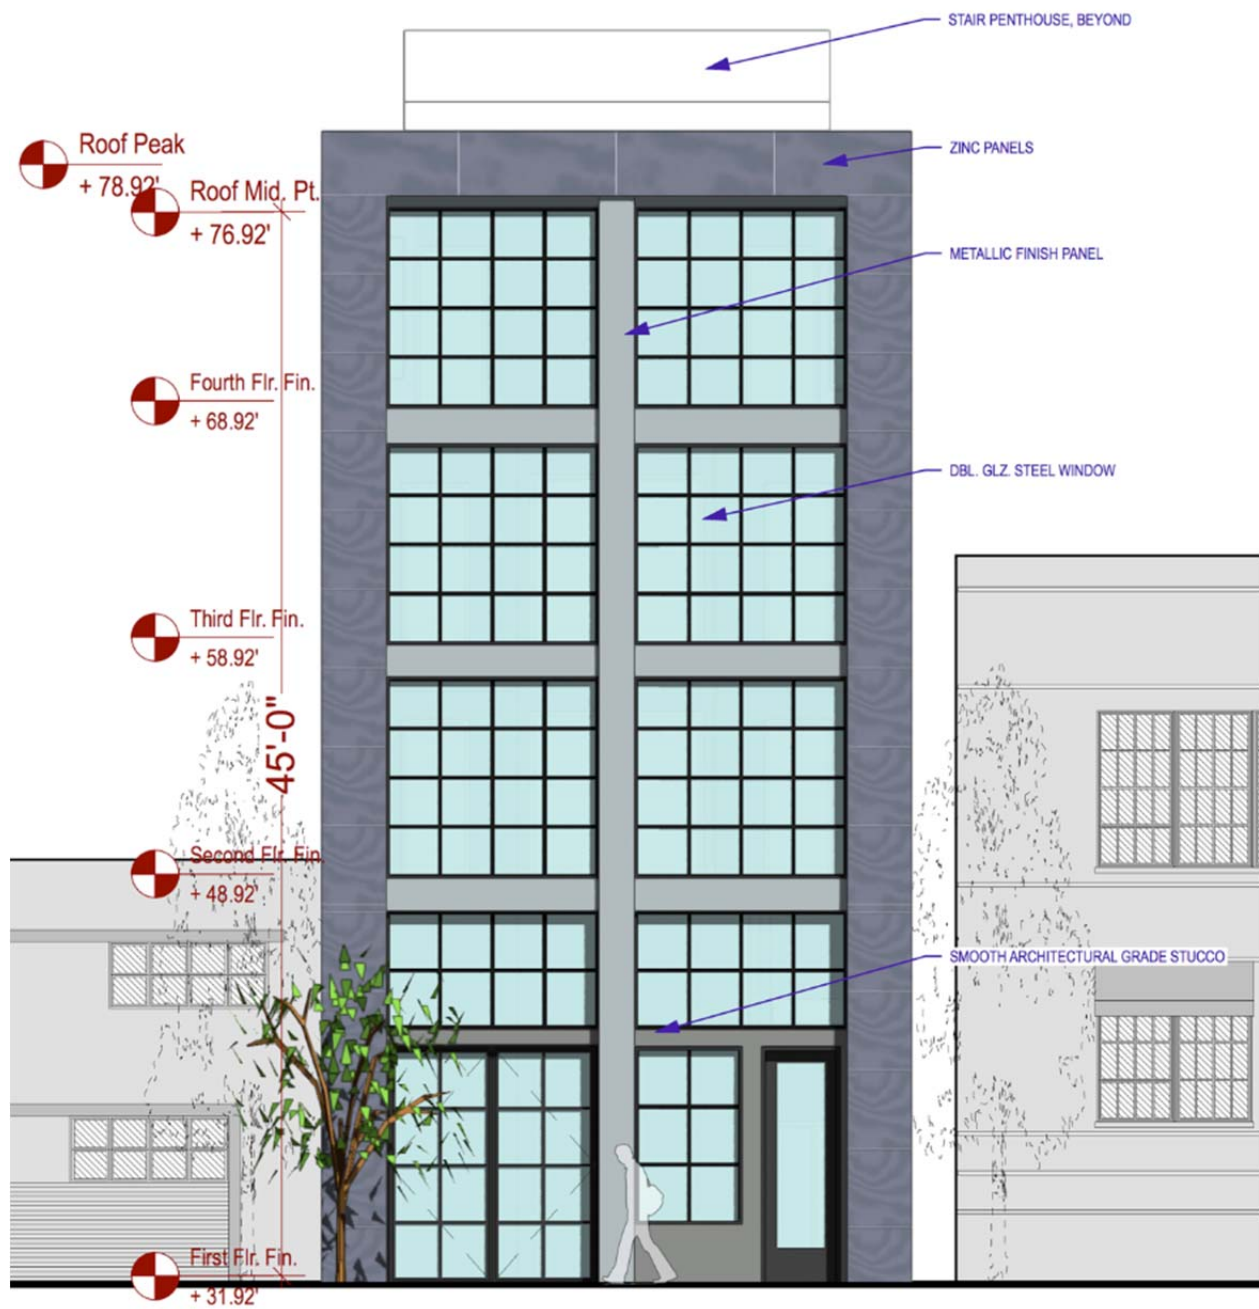 STAIR PENTHOUSE, BEYOND
Roof Peak
+ 78.92'
ZINC PANELS
Roof Mid. Pt.
+ 76.92'
METALLIC FINISH PANEL
Fourth Flr. Fin.
+ 68.92'
DBL. GLZ. STEEL WINDOW
Third Flr. Fin.
+ 58.92'
45'-0"
Second Flr. Fin.
+ 48.92'
SMOOTH ARCHITECTURAL GRADE STUCCO
First Flr. Fin.
+ 31.92'